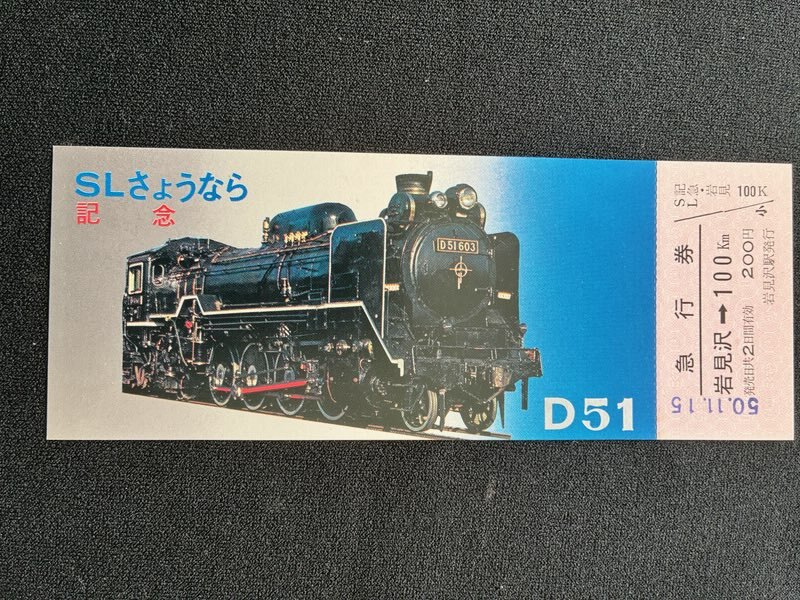 SLさようなら
記念
D51603
D51
急行券
岩見沢→100Km
発売日共2日間有効 200円
岩見沢駅発行
SL記念・岩見 100K
小
50.11.15